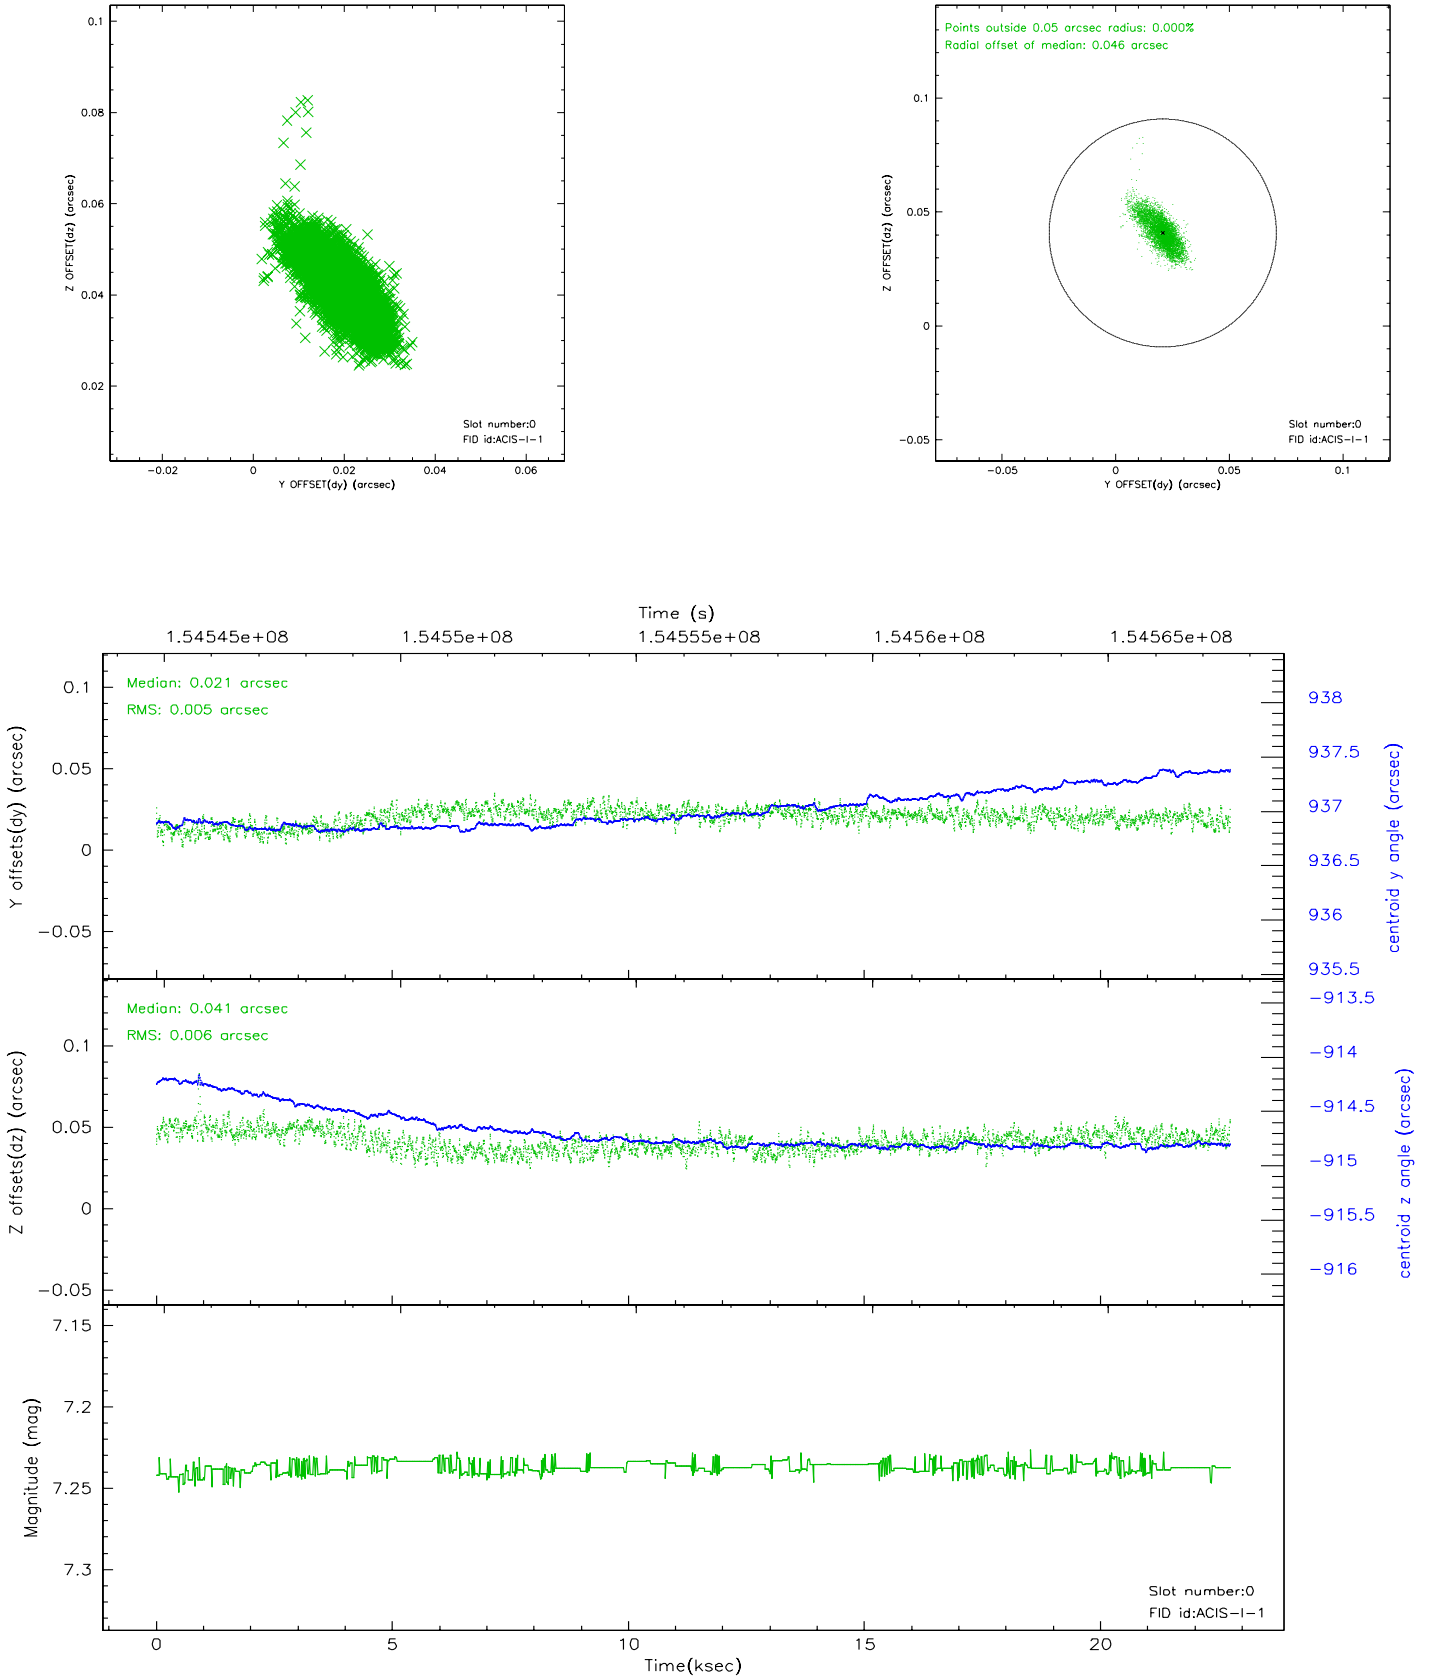 0.1
0.08
0.06
0.04
0.02
Z OFFSET(dz) (arcsec)
Slot number:0
FID id:ACIS-I-1
-0.02 0 0.02 0.04 0.06
Y OFFSET(dy) (arcsec)
Points outside 0.05 arcsec radius: 0.000%
Radial offset of median: 0.046 arcsec
0.1
0.05
0
-0.05
Z OFFSET(dz) (arcsec)
Slot number:0
FID id:ACIS-I-1
-0.05 0 0.05 0.1
Y OFFSET(dy) (arcsec)
Time (s)
1.54545e+08 1.5455e+08 1.54555e+08 1.5456e+08 1.54565e+08
Median: 0.021 arcsec
RMS: 0.005 arcsec
0.1
0.05
0
-0.05
Y offsets(dy) (arcsec)
938
937.5
937
936.5
936
935.5
centroid y angle (arcsec)
Median: 0.041 arcsec
RMS: 0.006 arcsec
0.1
0.05
0
-0.05
Z offsets(dz) (arcsec)
-913.5
-914
-914.5
-915
-915.5
-916
centroid z angle (arcsec)
7.15
7.2
7.25
7.3
Magnitude (mag)
Slot number:0
FID id:ACIS-I-1
0 5 10 15 20
Time(ksec)